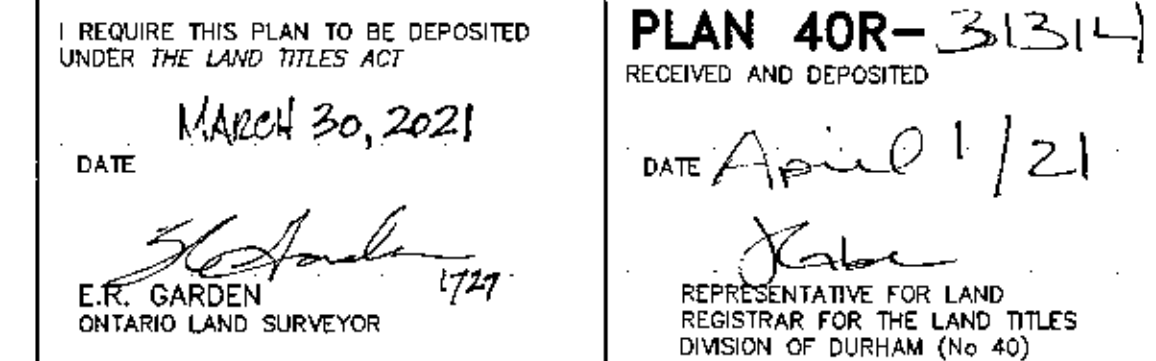 I REQUIRE THIS PLAN TO BE DEPOSITED
UNDER THE LAND TITLES ACT
MARCH 30, 2021
DATE
1727
E.R. GARDEN
ONTARIO LAND SURVEYOR
PLAN 40R-31314
RECEIVED AND DEPOSITED
DATE April 1/21
REPRESENTATIVE FOR LAND
REGISTRAR FOR THE LAND TITLES
DIVISION OF DURHAM (No 40)